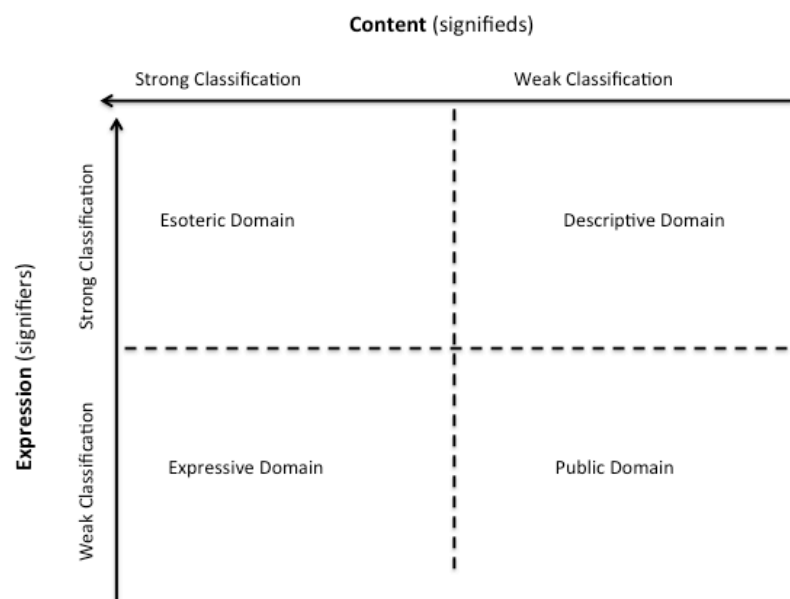 Content (signifieds)
Strong Classification
Weak Classification
Expression (signifiers)
Strong Classification
Weak Classification
Esoteric Domain
Descriptive Domain
Expressive Domain
Public Domain